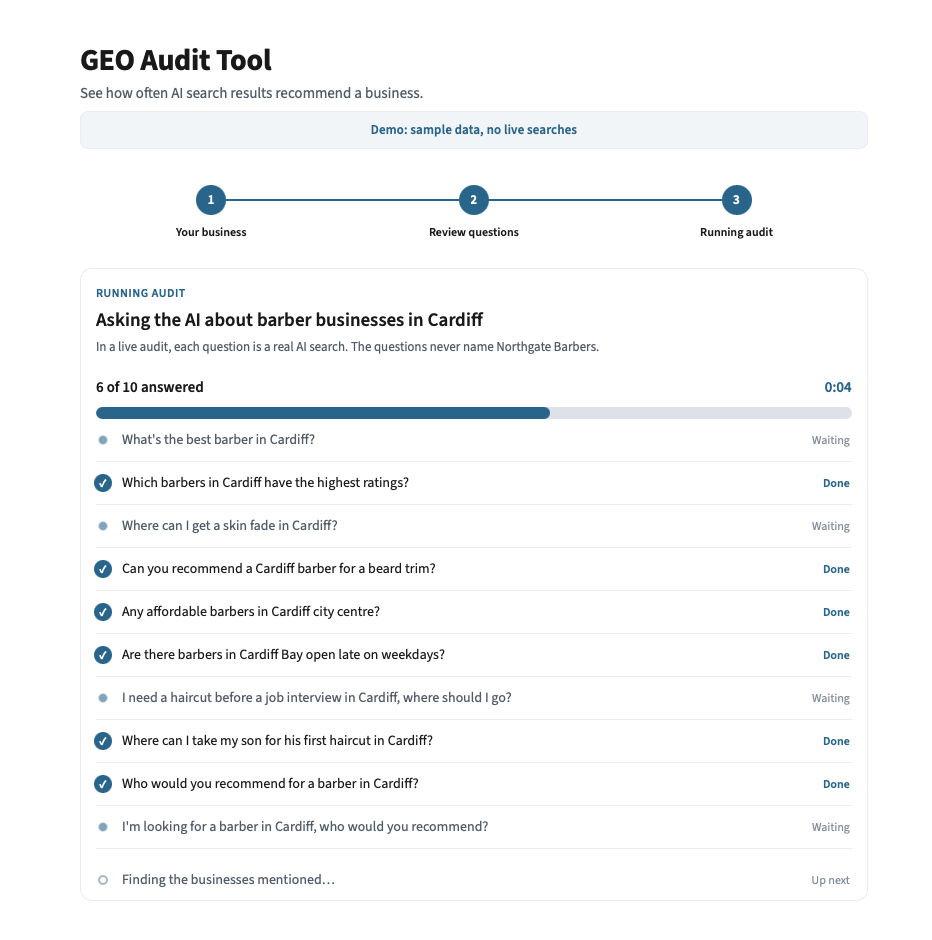 GEO Audit Tool
See how often AI search results recommend a business.
Demo: sample data, no live searches
1 2 3
Your business Review questions Running audit
RUNNING AUDIT
Asking the AI about barber businesses in Cardiff
In a live audit, each question is a real AI search. The questions never name Northgate Barbers.
6 of 10 answered 0:04
What's the best barber in Cardiff? Waiting
Which barbers in Cardiff have the highest ratings? Done
Where can I get a skin fade in Cardiff? Waiting
Can you recommend a Cardiff barber for a beard trim? Done
Any affordable barbers in Cardiff city centre? Done
Are there barbers in Cardiff Bay open late on weekdays? Done
I need a haircut before a job interview in Cardiff, where should I go? Waiting
Where can I take my son for his first haircut in Cardiff? Done
Who would you recommend for a barber in Cardiff? Done
I'm looking for a barber in Cardiff, who would you recommend? Waiting
Finding the businesses mentioned… Up next